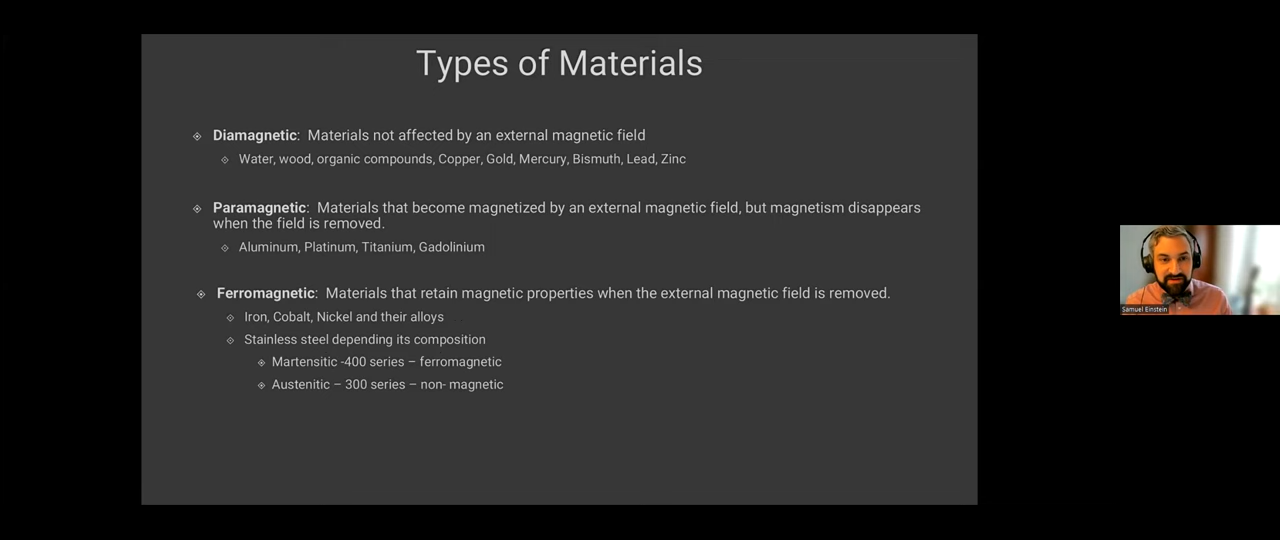 Types of Materials
Diamagnetic:  Materials not affected by an external magnetic field
Water, wood, organic compounds, Copper, Gold, Mercury, Bismuth, Lead, Zinc
Paramagnetic:  Materials that become magnetized by an external magnetic field, but magnetism disappears
when the field is removed.
Aluminum, Platinum, Titanium, Gadolinium
Ferromagnetic:  Materials that retain magnetic properties when the external magnetic field is removed.
Iron, Cobalt, Nickel and their alloys
Stainless steel depending its composition
Martensitic -400 series – ferromagnetic
Austenitic – 300 series – non- magnetic
Samuel Einstein